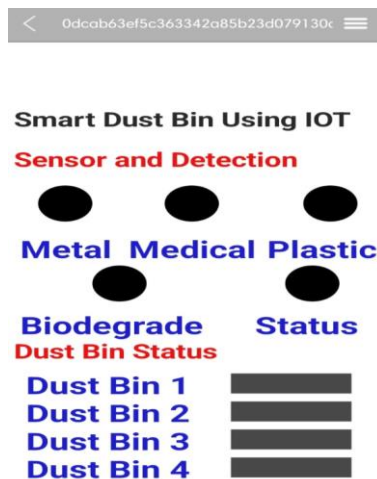 0dcab63ef5c363342a85b23d079130c
Smart Dust Bin Using IOT
Sensor and Detection
Metal Medical Plastic
Biodegrade Status
Dust Bin Status
Dust Bin 1
Dust Bin 2
Dust Bin 3
Dust Bin 4